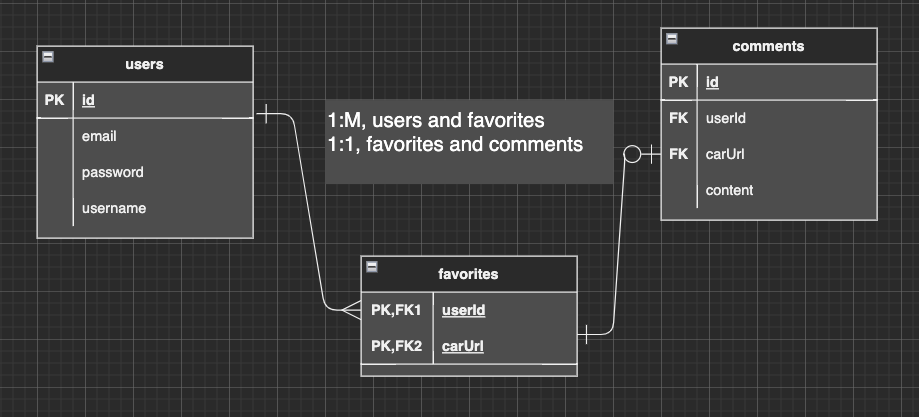 users
PK id
email
password
username
1:M, users and favorites
1:1, favorites and comments
comments
PK id
FK userId
FK carUrl
content
favorites
PK,FK1 userId
PK,FK2 carUrl